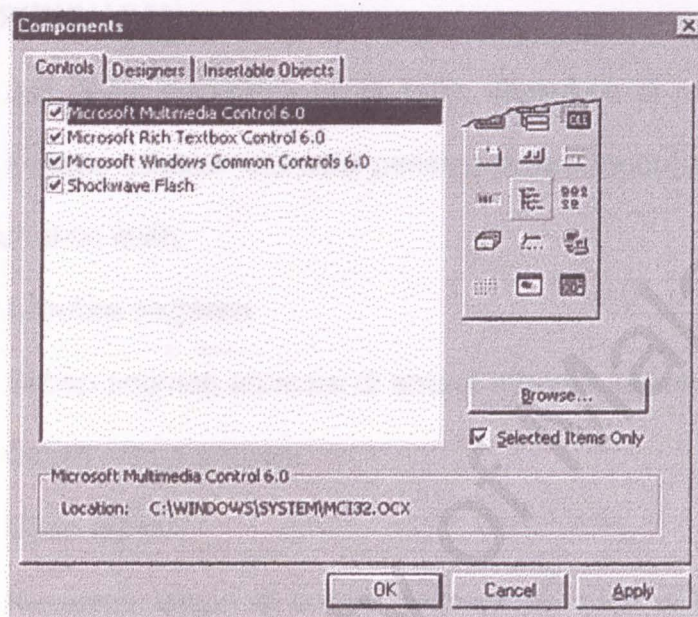 Components
Controls Designers Insertable Objects
Microsoft Multimedia Control 6.0
Microsoft Rich Textbox Control 6.0
Microsoft Windows Common Controls 6.0
Shockwave Flash
Browse...
Selected Items Only
Microsoft Multimedia Control 6.0
Location: C:\WINDOWS\SYSTEM\MCI32.OCX
OK Cancel Apply